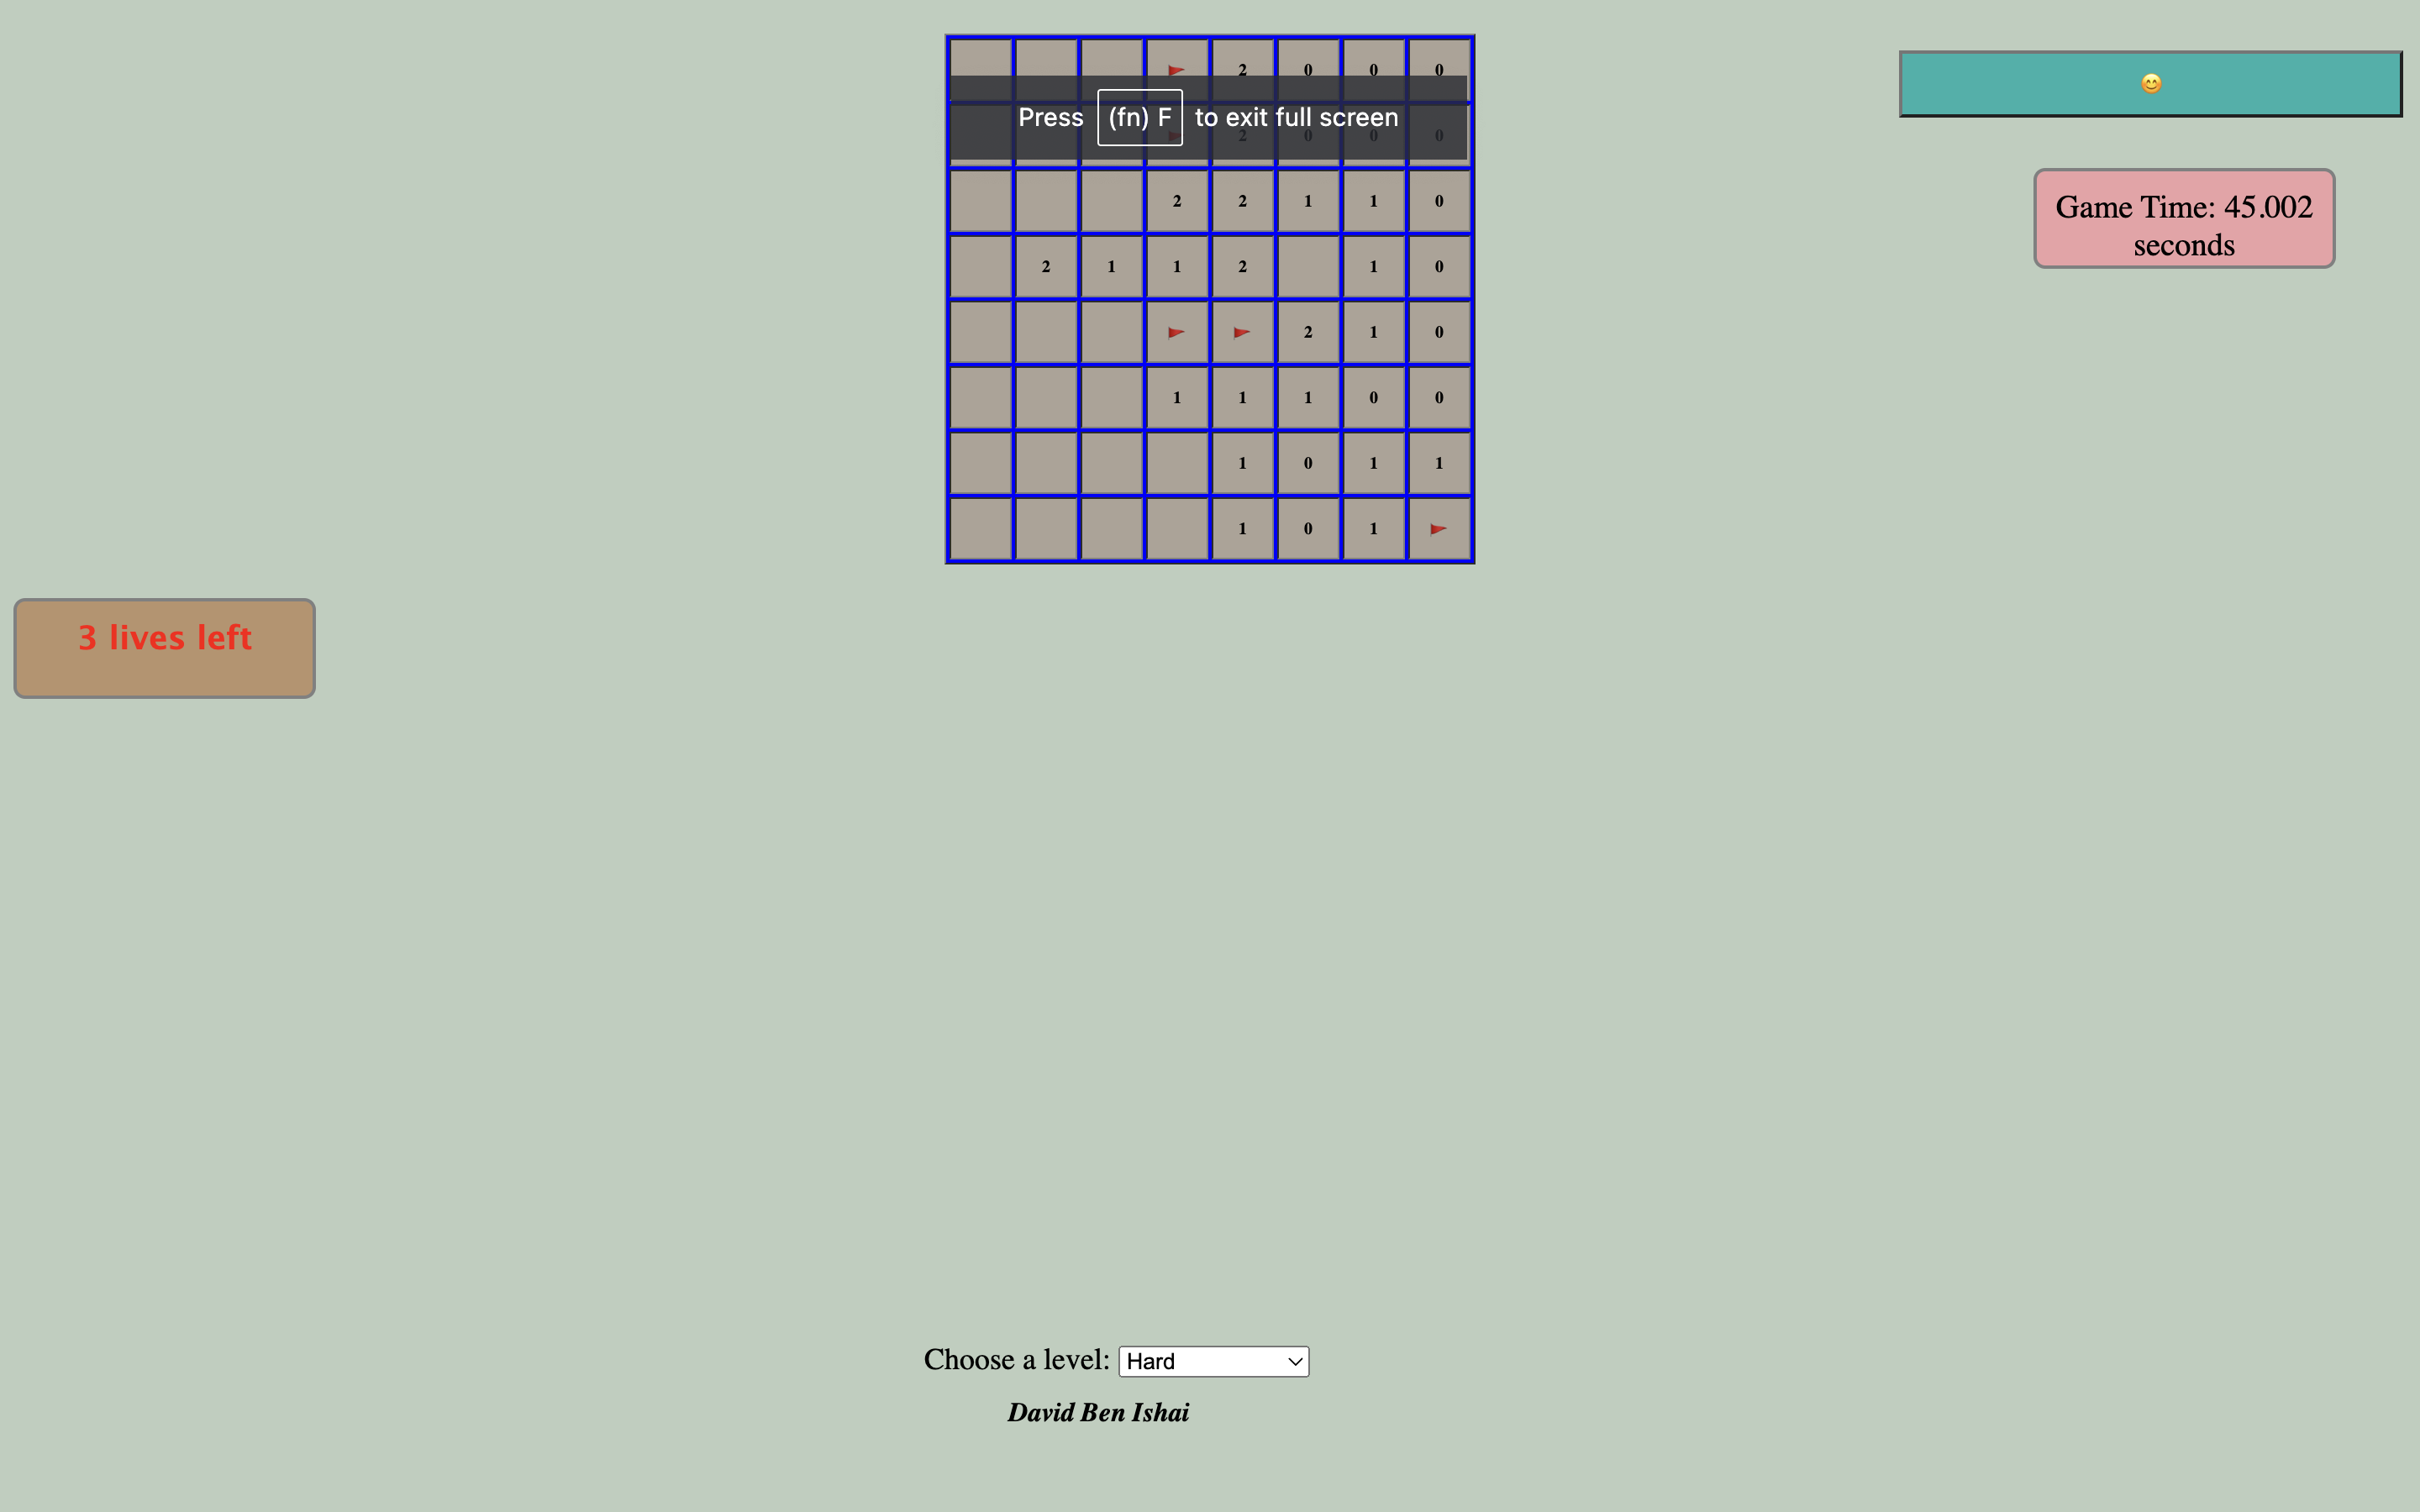 2 0 0 0
Press (fn) F to exit full screen
2 0 0 0
2 2 1 1 0
2 1 1 2 1 0
2 1 0
1 1 1 0 0
1 0 1 1
1 0 1
Game Time: 45.002
seconds
3 lives left
Choose a level: Hard
David Ben Ishai